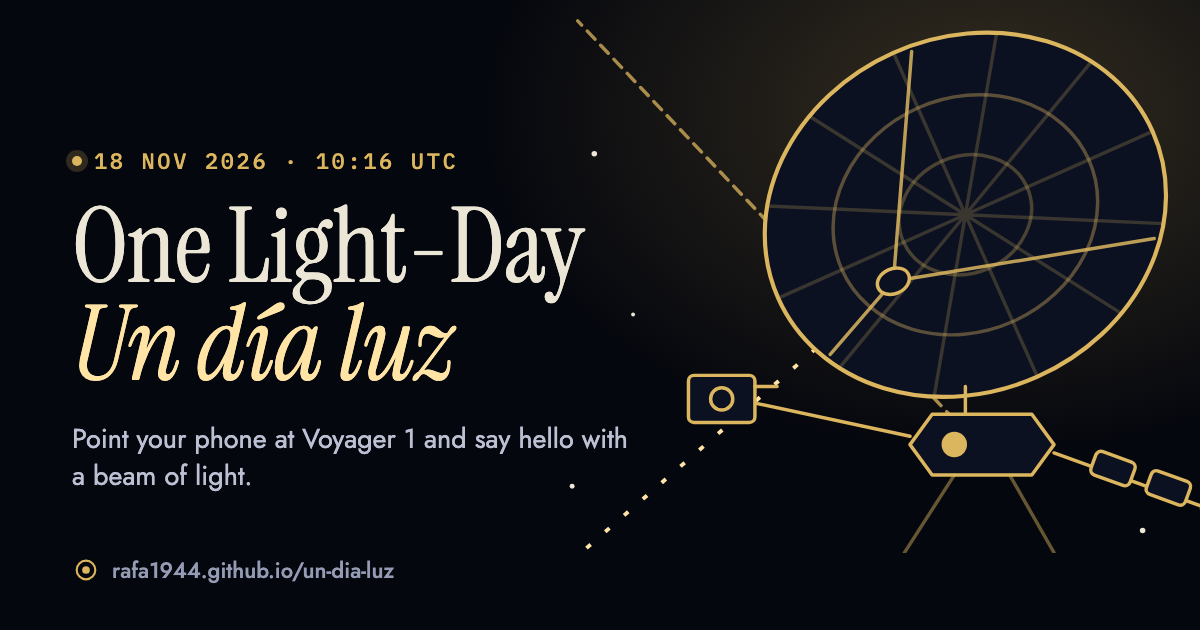 18 NOV 2026 · 10:16 UTC
One Light-Day
Un día luz
Point your phone at Voyager 1 and say hello with
a beam of light.
rafa1944.github.io/un-dia-luz